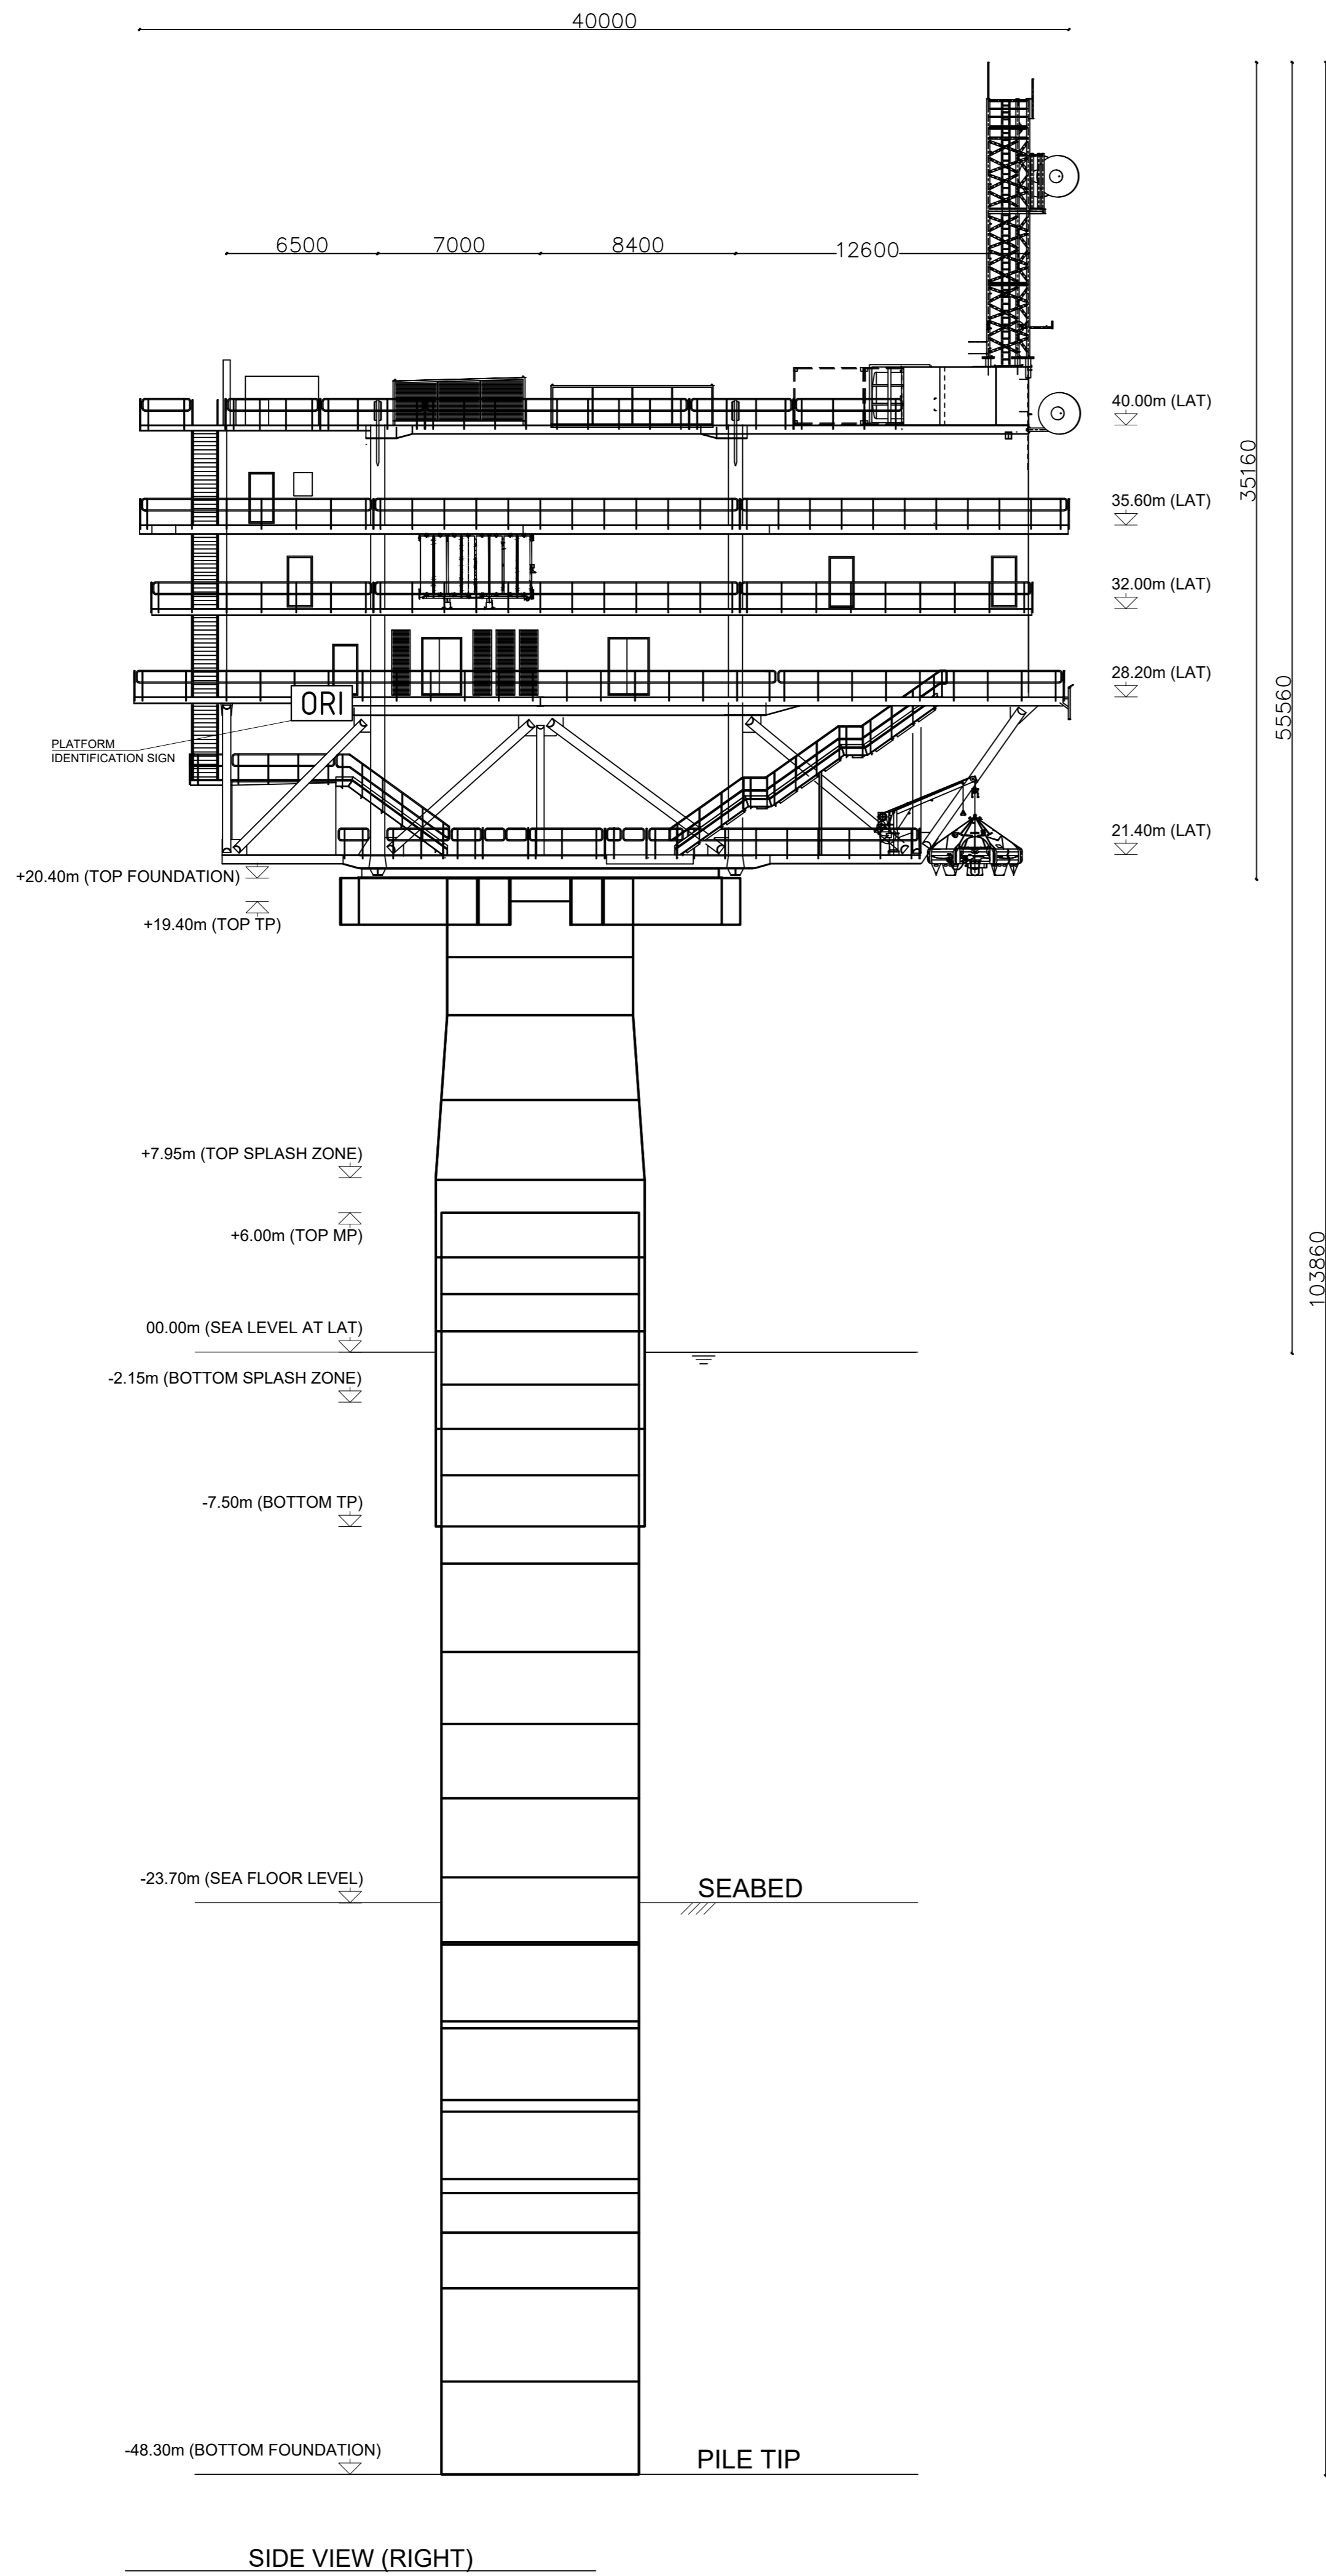 40000
6500
7000
8400
12600
40.00m (LAT)
35160
35.60m (LAT)
32.00m (LAT)
28.20m (LAT)
55560
ORI
PLATFORM
IDENTIFICATION SIGN
21.40m (LAT)
+20.40m (TOP FOUNDATION)
+19.40m (TOP TP)
+7.95m (TOP SPLASH ZONE)
+6.00m (TOP MP)
103860
00.00m (SEA LEVEL AT LAT)
-2.15m (BOTTOM SPLASH ZONE)
-7.50m (BOTTOM TP)
-23.70m (SEA FLOOR LEVEL)
SEABED
-48.30m (BOTTOM FOUNDATION)
PILE TIP
SIDE VIEW (RIGHT)